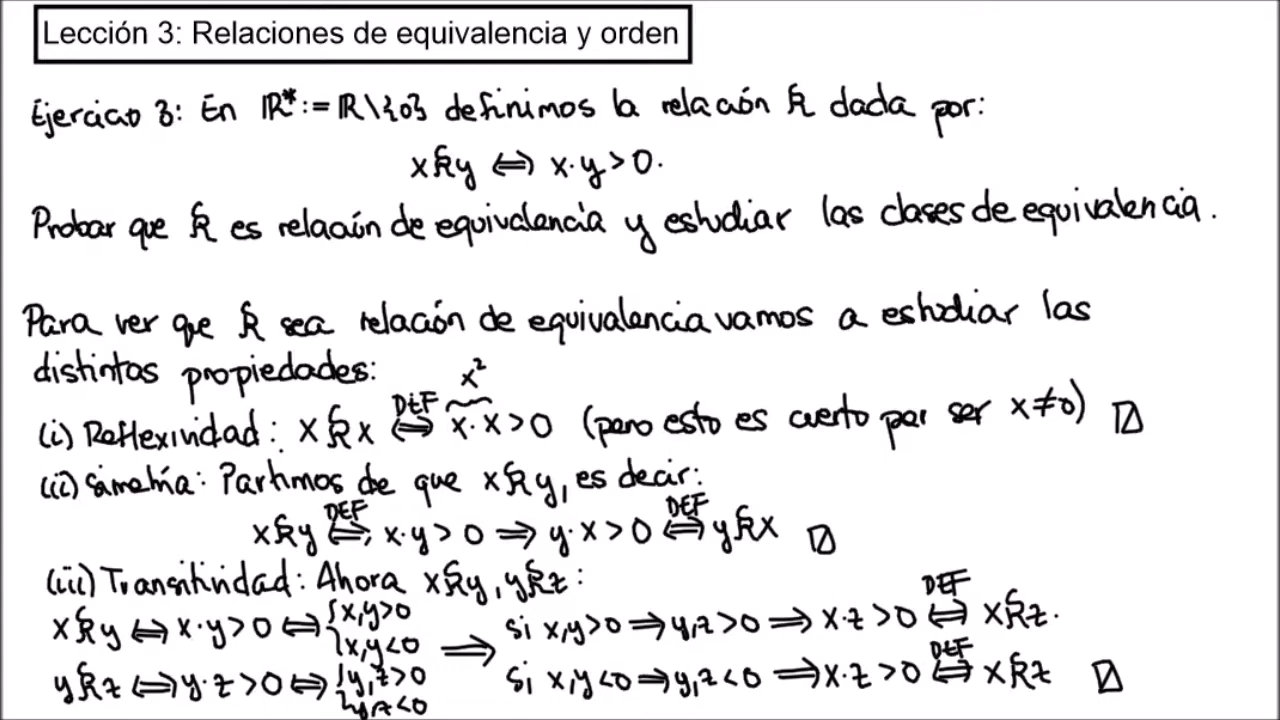 Lección 3: Relaciones de equivalencia y orden
Ejercicio 3: En ℝ* := ℝ\{0} definimos la relación ℛ dada por:
xℛy ⟺ x·y>0.
Probar que ℛ es relación de equivalencia y estudiar las clases de equivalencia.
Para ver que ℛ sea relación de equivalencia vamos a estudiar las
distintas propiedades:
x²
(i) Reflexividad: xℛx ⟺ x·x>0 (pero esto es cierto por ser x≠0)
DEF
(ii) Simetría: Partimos de que xℛy, es decir:
DEF DEF
xℛy ⟺ x·y>0 ⟹ y·x>0 ⟺ yℛx
(iii) Transitividad: Ahora xℛy, yℛz:
xℛy ⟺ x·y>0 ⟺ {x,y>0 x,y<0
yℛz ⟺ y·z>0 ⟺ {y,z>0 y,z<0
⟹
DEF
Si x,y>0 ⟹ y,z>0 ⟹ x·z>0 ⟺ xℛz.
DEF
Si x,y<0 ⟹ y,z<0 ⟹ x·z>0 ⟺ xℛz